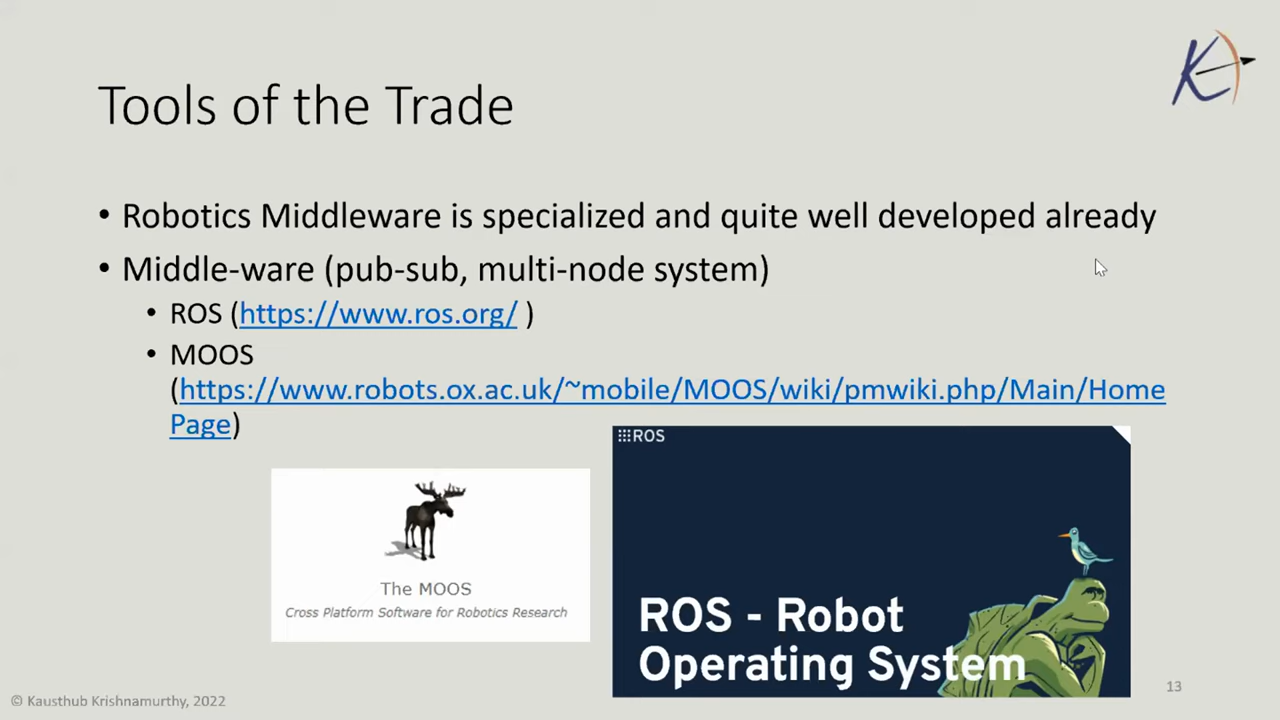 Tools of the Trade
• Robotics Middleware is specialized and quite well developed already
• Middle-ware (pub-sub, multi-node system)
• ROS (https://www.ros.org/ )
• MOOS
(https://www.robots.ox.ac.uk/~mobile/MOOS/wiki/pmwiki.php/Main/Home
Page)
The MOOS
Cross Platform Software for Robotics Research
ROS
ROS - Robot
Operating System
© Kausthub Krishnamurthy, 2022
13